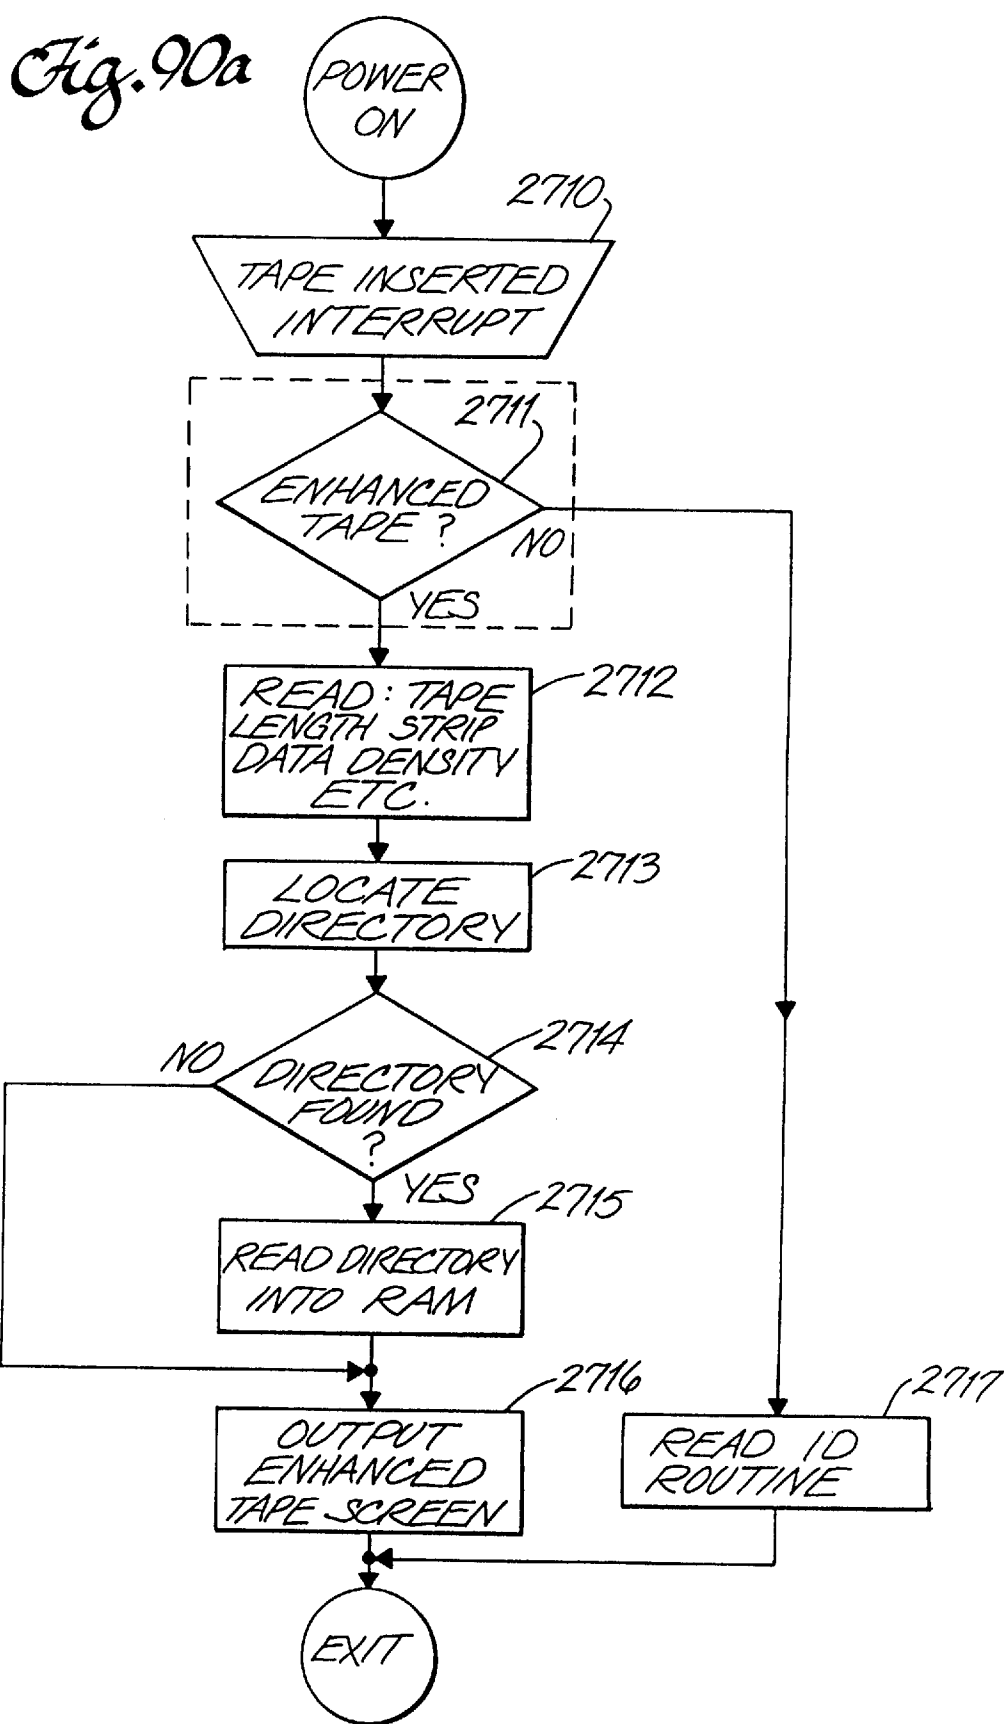 Fig. 90a
POWER
ON
2710
TAPE INSERTED
INTERRUPT
2711
ENHANCED
TAPE ?
NO
YES
2712
READ : TAPE
LENGTH STRIP
DATA DENSITY
ETC.
2713
LOCATE
DIRECTORY
2714
NO
DIRECTORY
FOUND
?
YES
2715
READ DIRECTORY
INTO RAM
2716
OUTPUT
ENHANCED
TAPE SCREEN
2717
READ ID
ROUTINE
EXIT